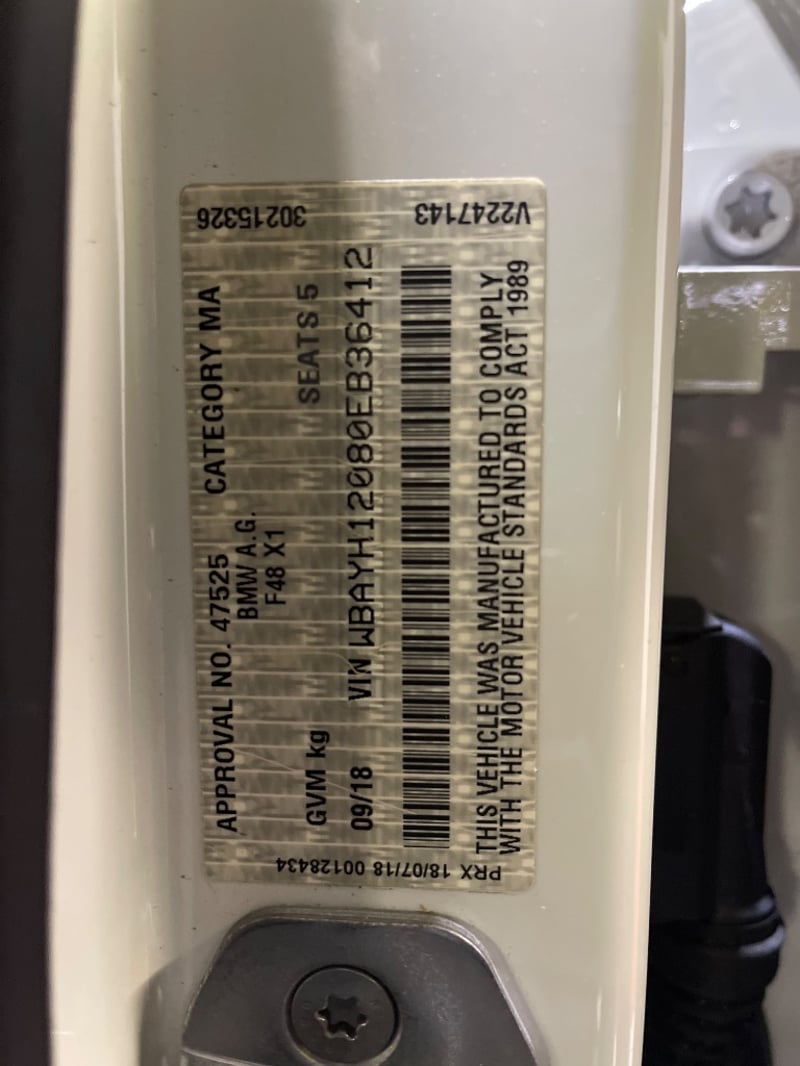 APPROVAL NO. 47525 CATEGORY MA
BMW A.G.
F48 X1
GVM kg SEATS 5
09/18 VIN WBAYH12080EB36412
THIS VEHICLE WAS MANUFACTURED TO COMPLY
WITH THE MOTOR VEHICLE STANDARDS ACT 1989
PRX 18/07/18 00128434
V2247143 30215326